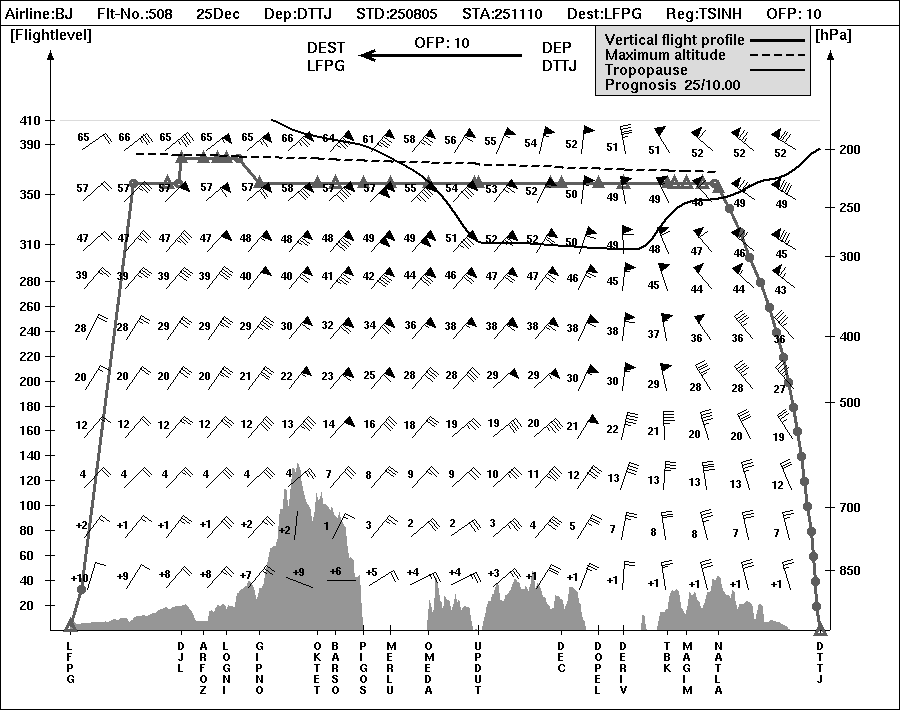 Airline:BJ Flt-No.:508 25Dec Dep:DTTJ STD:250805 STA:251110 Dest:LFPG Reg:TSINH OFP: 10
[Flightlevel] OFP: 10 [hPa]
DEST DEP
LFPG DTTJ
Vertical flight profile
Maximum altitude
Tropopause
Prognosis 25/10.00
410
65 66 65 65 65 66 64 61 58 56 55 54 52 51 51 52 52 52
390 200
57 57 57 57 57 58 57 57 55 54 53 52 50 49 49 48 49 49
350 250
47 47 47 47 48 48 48 49 49 51 52 52 50 49 48 47 46 45
310 300
39 39 39 39 40 40 41 42 44 46 47 47 46 45 45 44 44 43
280
260
28 28 29 29 29 30 32 34 36 38 38 38 38 38 37 36 36 36
240 400
220
20 20 20 20 21 22 23 25 28 28 29 29 30 30 29 28 28 27
200
180 500
12 12 12 12 12 13 14 16 18 19 19 20 21 22 21 20 20 19
160
140
4 4 4 4 4 4 7 8 9 9 10 11 12 13 13 13 13 12
120
100 700
+2 +1 +1 +1 +2 +2 1 3 2 2 3 4 5 7 8 8 7 7
80
60
+10 +9 +8 +8 +7 +9 +6 +5 +4 +4 +3 +1 +1 +1 +1 +1 +1 +1
40 850
20
LFPG DJL ARFOZ LOGNI GIPNO OKTET BARSO PIGOS MERLU OMEDA UPDUT DEC DOPEL DERIV TBK MAGIM NATLA DTTJ